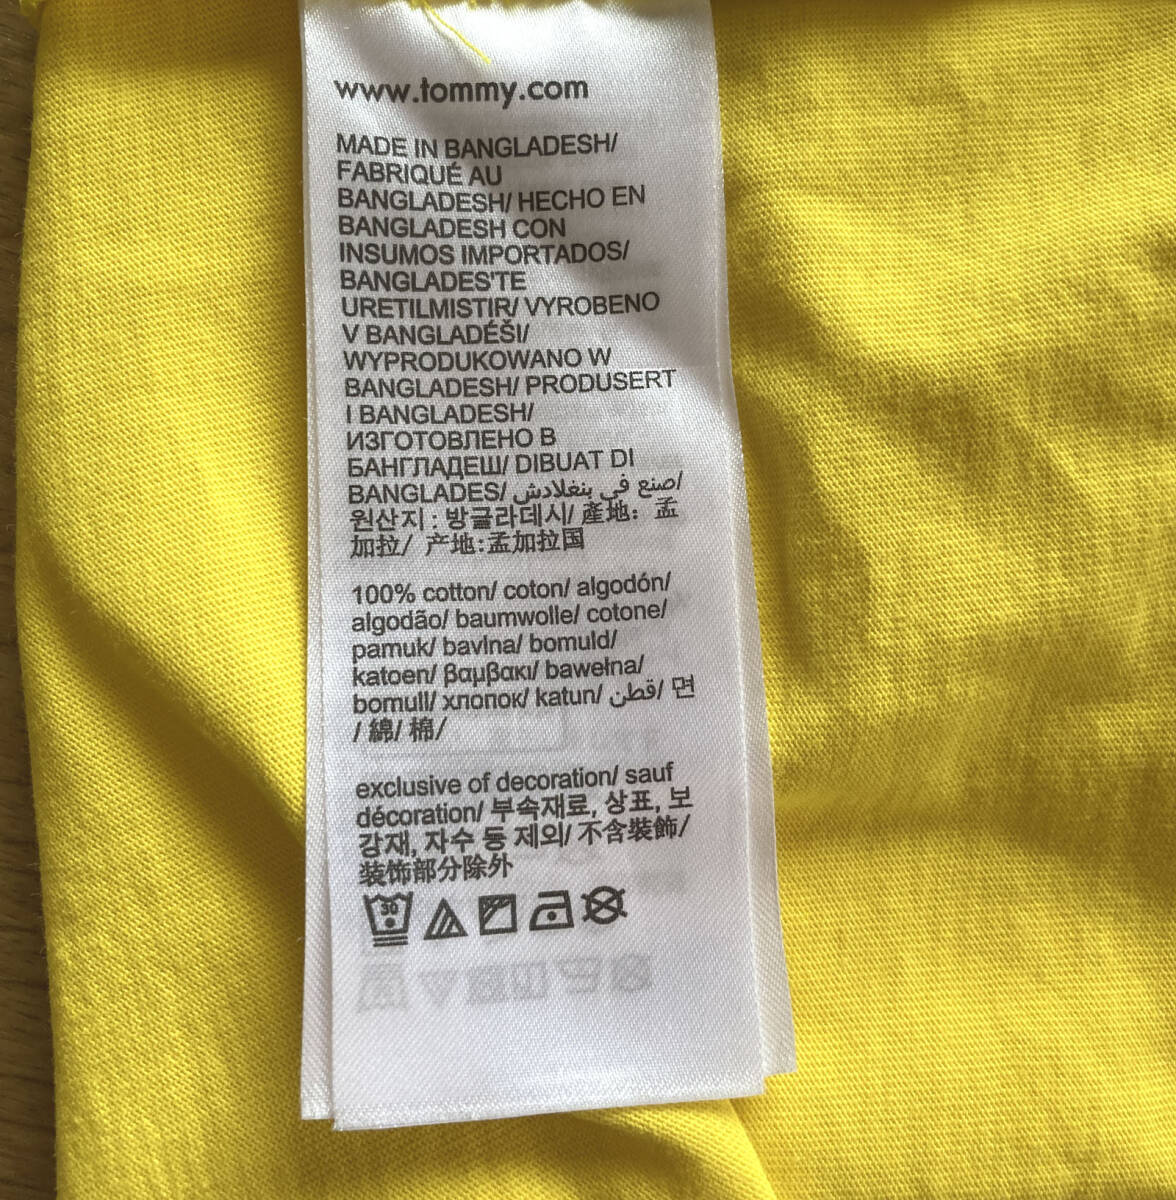 www.tommy.com
MADE IN BANGLADESH/
FABRIQUÉ AU
BANGLADESH/ HECHO EN
BANGLADESH CON
INSUMOS IMPORTADOS/
BANGLADES'TE
URETILMISTIR/ VYROBENO
V BANGLADÉŠI/
WYPRODUKOWANO W
BANGLADESH/ PRODUSERT
I BANGLADESH/
ИЗГОТОВЛЕНО В
БАНГЛАДЕШ/ DIBUAT DI
BANGLADES/ صنع في بنغلادش/
원산지 : 방글라데시/ 產地: 孟
加拉/ 产地:孟加拉国
100% cotton/ coton/ algodón/
algodão/ baumwolle/ cotone/
pamuk/ bavlna/ bomuld/
katoen/ βαμβακι/ bawełna/
bomull/ хлопок/ katun/ قطن/ 면
/ 綿/ 棉/
exclusive of decoration/ sauf
décoration/ 부속재료, 상표, 보
강재, 자수 등 제외/ 不含裝飾/
装饰部分除外
30